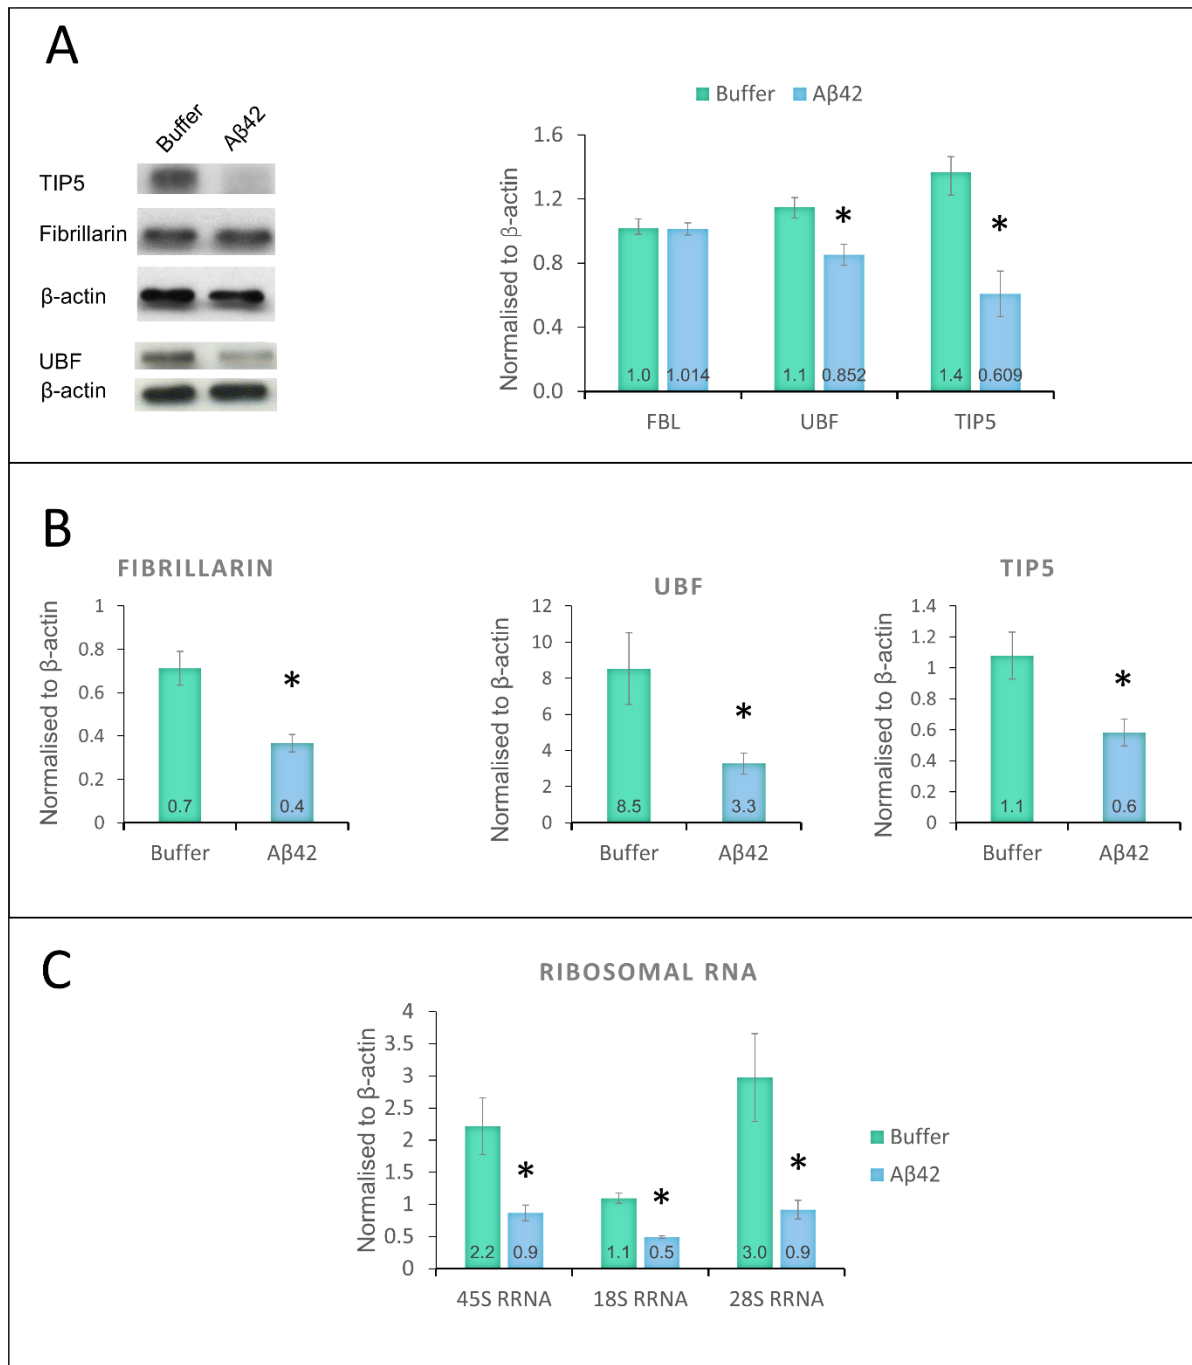 A
Buffer Aβ42
TIP5
Fibrillarin
β-actin
UBF
β-actin
Buffer Aβ42
Normalised to β-actin
1.6
1.2
0.8
0.4
0.0
1.0 1.014 1.1 0.852 1.4 0.609
* *
FBL UBF TIP5
B
FIBRILLARIN
Normalised to β-actin
1
0.8
0.6
0.4
0.2
0
0.7 0.4
*
Buffer Aβ42
UBF
Normalised to β-actin
12
10
8
6
4
2
0
8.5 3.3
*
Buffer Aβ42
TIP5
Normalised to β-actin
1.4
1.2
1
0.8
0.6
0.4
0.2
0
1.1 0.6
*
Buffer Aβ42
C
RIBOSOMAL RNA
Normalised to β-actin
4
3.5
3
2.5
2
1.5
1
0.5
0
2.2 0.9 1.1 0.5 3.0 0.9
* * *
45S RRNA 18S RRNA 28S RRNA
Buffer
Aβ42